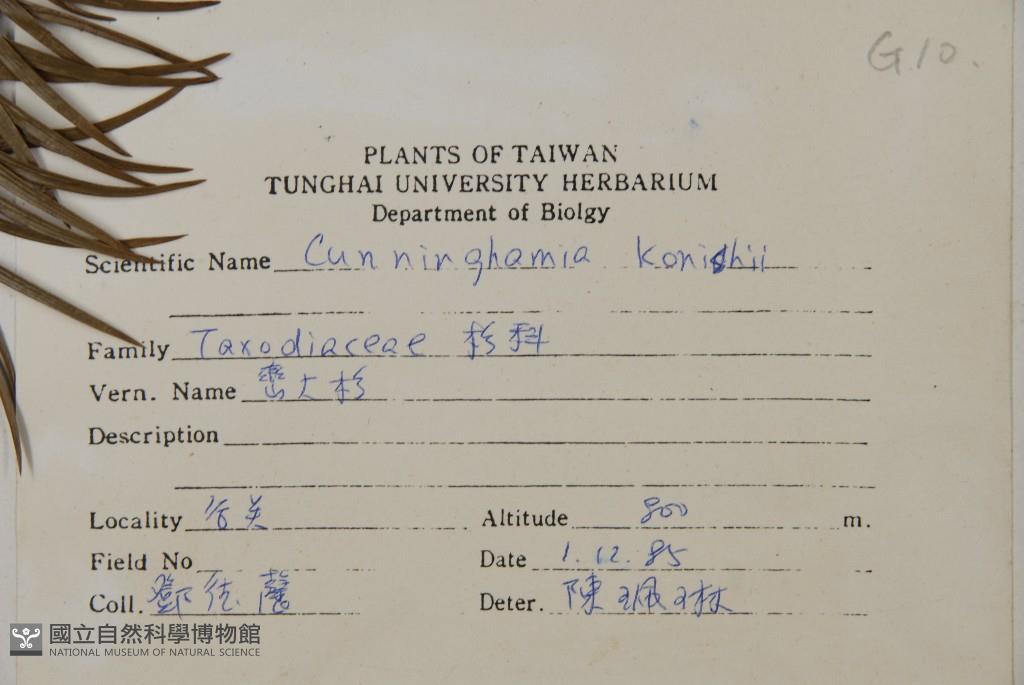 G10.
PLANTS OF TAIWAN
TUNGHAI UNIVERSITY HERBARIUM
Department of Biolgy
Scientific Name Cunninghamia konishii
Family Taxodiaceae 杉科
Vern. Name 巒大杉
Description
Locality 谷关 Altitude 800 m.
Field No Date 1.12.85
Coll. 鄧 馨 Deter. 陳珮琳
國立自然科學博物館
NATIONAL MUSEUM OF NATURAL SCIENCE